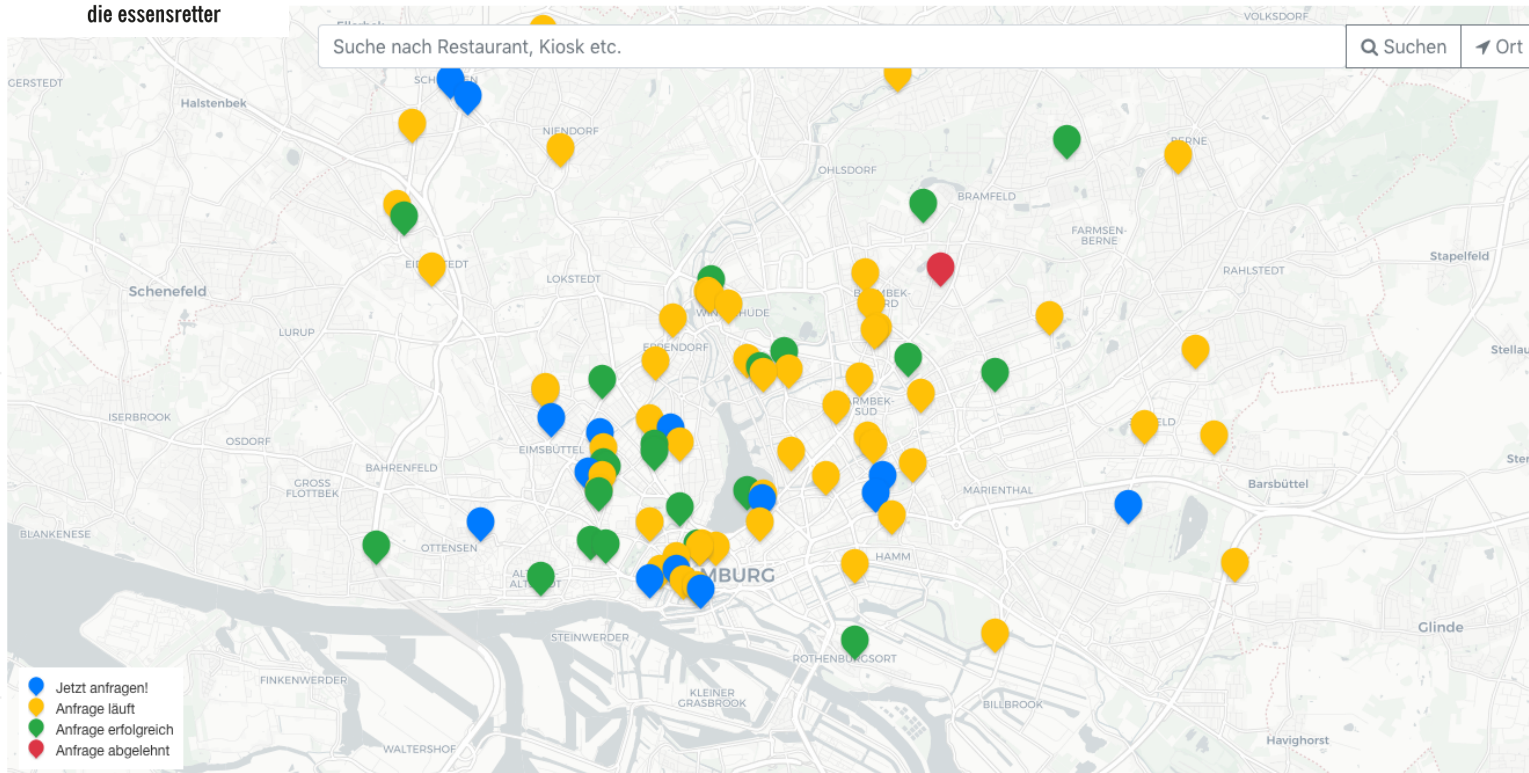 die essensretter
VOLKSDORF
Suche nach Restaurant, Kiosk etc.
Suchen
Ort
GERSTEDT
Halstenbek
NIENDORF
BERNE
OHLSDORF
BRAMFELD
FARMSEN-
BERNE
Stapelfeld
RAHLSTEDT
LOKSTEDT
Schenefeld
LURUP
EPPENDORF
Stellau
ISERBROOK
OSDORF
EIMSBÜTTEL
BAHRENFELD
GROSS
FLOTTBEK
MARIENTHAL
Barsbüttel
BLANKENESE
OTTENSEN
HAMM
MBURG
STEINWERDER
Glinde
ROTHENBURGSORT
FINKENWERDER
KLEINER
GRASBROOK
BILLBROOK
Havighorst
WALTERSHOF
Jetzt anfragen!
Anfrage läuft
Anfrage erfolgreich
Anfrage abgelehnt